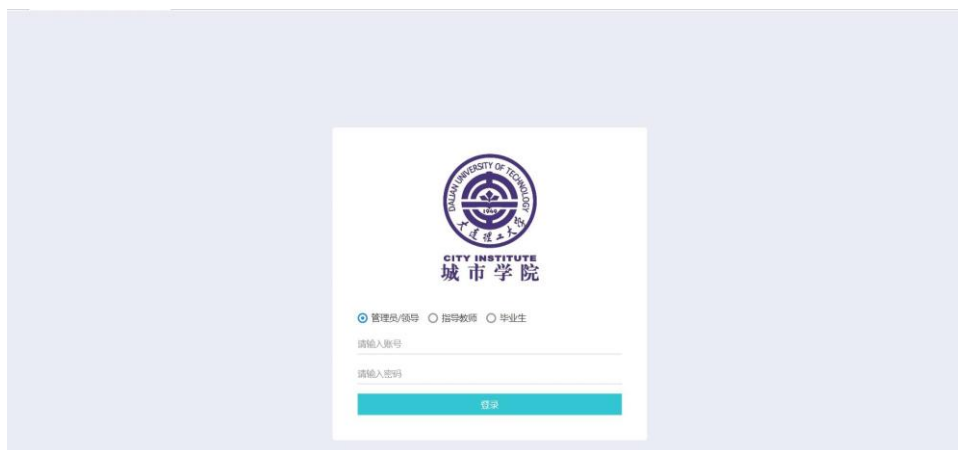 DALIAN UNIVERSITY OF TECHNOLOGY
1949
大连理工大学
CITY INSTITUTE
城市学院
管理员/领导 指导教师 毕业生
请输入账号
请输入密码
登录